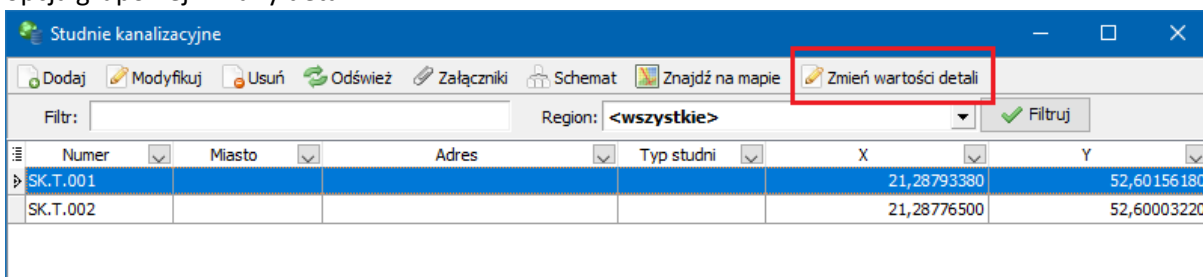 Studnie kanalizacyjne
Dodaj Modyfikuj Usuń Odśwież Załączniki Schemat Znajdź na mapie Zmień wartości detali
Filtr: Region: <wszystkie> Filtruj
Numer Miasto Adres Typ studni X Y
SK.T.001 21,28793380 52,60156180
SK.T.002 21,28776500 52,60003220